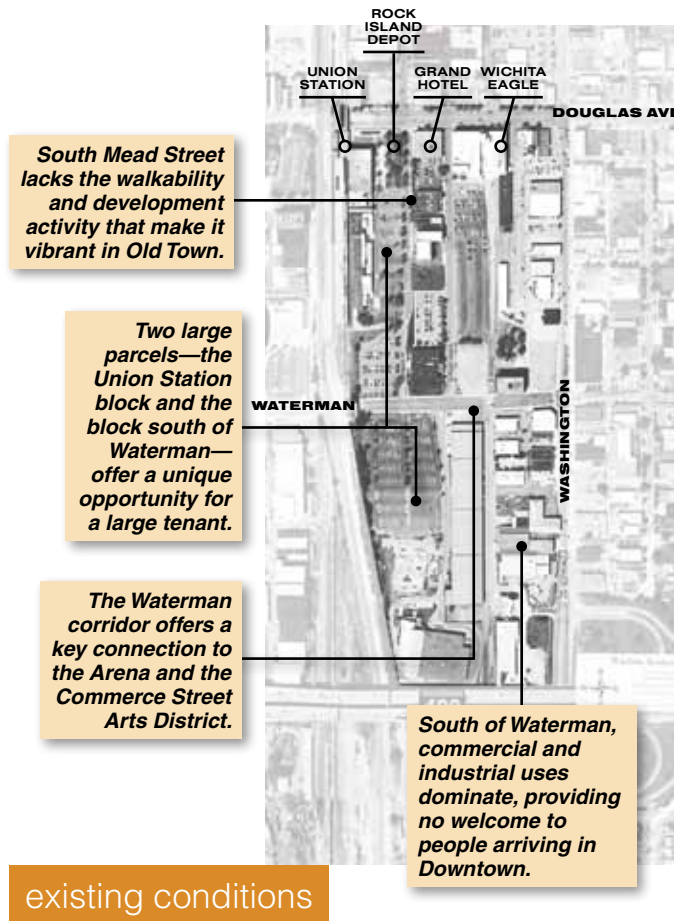 ROCK
ISLAND
DEPOT
UNION
STATION
GRAND
HOTEL
WICHITA
EAGLE
DOUGLAS AVE
South Mead Street
lacks the walkability
and development
activity that make it
vibrant in Old Town.
Two large
parcels—the
Union Station
block and the
block south of
Waterman—
offer a unique
opportunity for
a large tenant.
WATERMAN
WASHINGTON
The Waterman
corridor offers a
key connection to
the Arena and the
Commerce Street
Arts District.
South of Waterman,
commercial and
industrial uses
dominate, providing
no welcome to
people arriving in
Downtown.
existing conditions